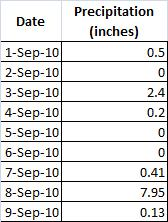 Date Precipitation (inches)
1-Sep-10 0.5
2-Sep-10 0
3-Sep-10 2.4
4-Sep-10 0.2
5-Sep-10 0
6-Sep-10 0
7-Sep-10 0.41
8-Sep-10 7.95
9-Sep-10 0.13